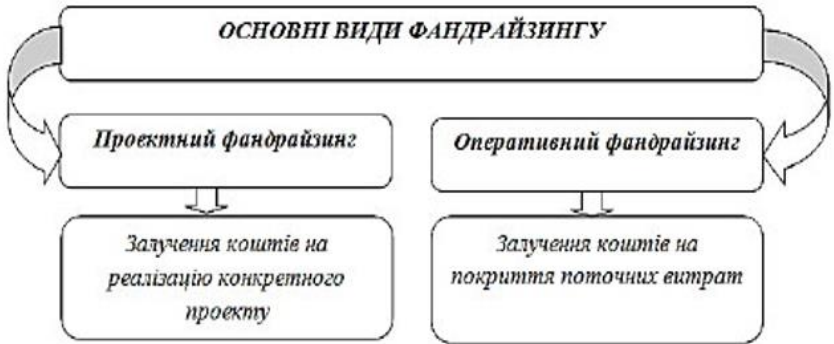 ОСНОВНІ ВИДИ ФАНДРАЙЗИНГУ
Проектний фандрайзинг
Оперативний фандрайзинг
Залучення коштів на
реалізацію конкретного
проекту
Залучення коштів на
покриття поточних витрат